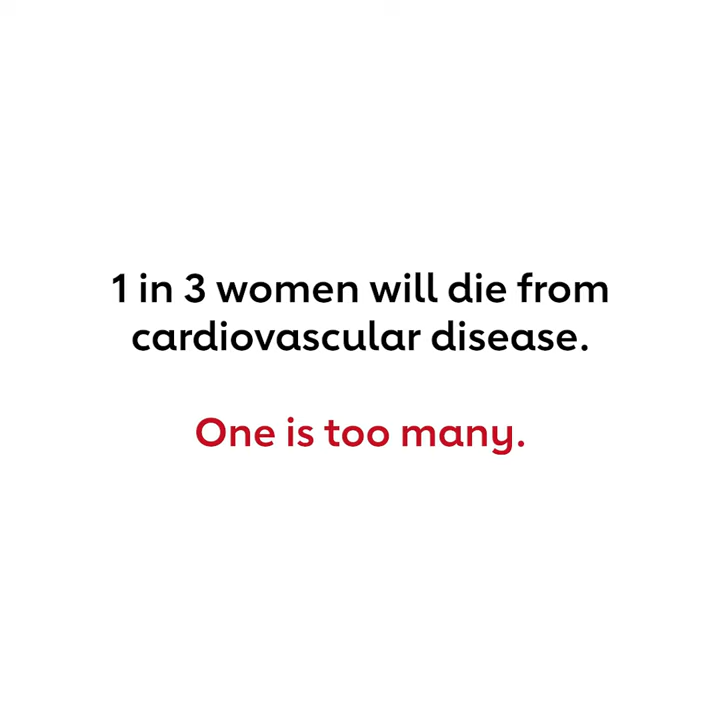 1 in 3 women will die from
cardiovascular disease.
One is too many.